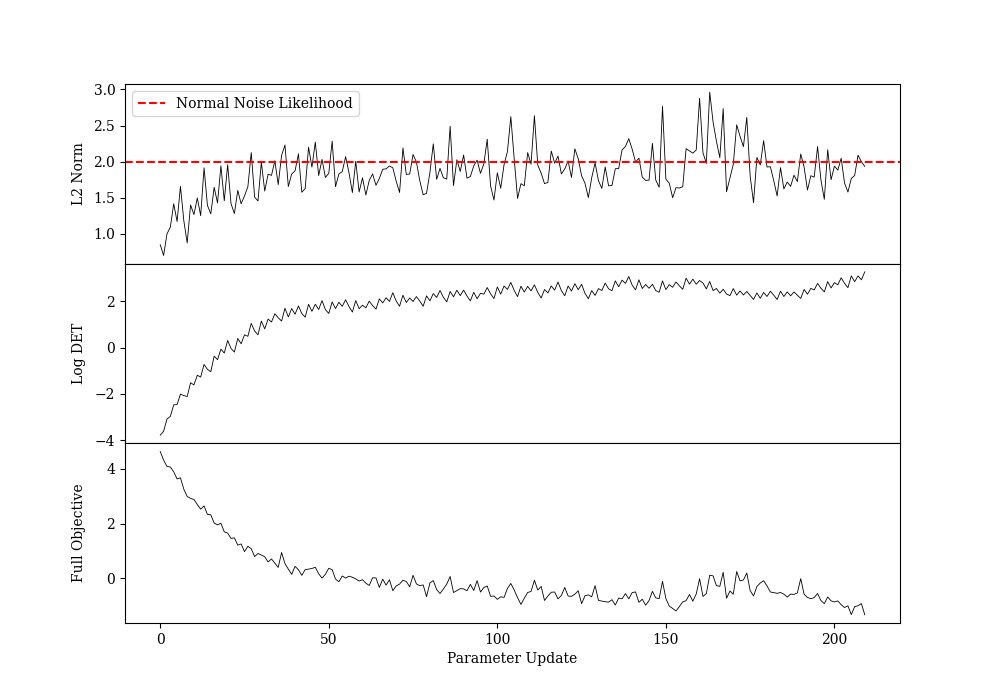 3.0
Normal Noise Likelihood
2.5
2.0
1.5
1.0
L2 Norm
2
0
−2
−4
Log DET
4
2
0
Full Objective
0 50 100 150 200
Parameter Update